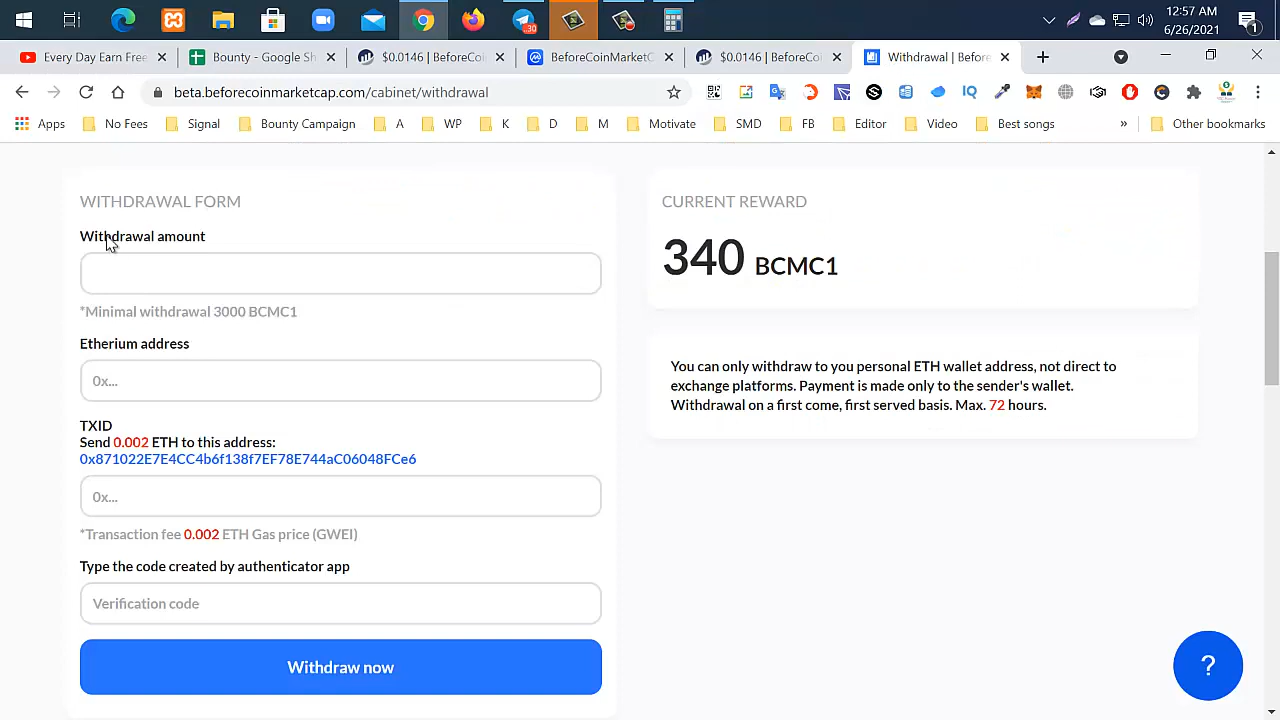 30
12:57 AM
6/26/2021
1
Every Day Earn Free
Bounty - Google Sh
$0.0146 | BeforeCoin
BeforeCoinMarketC
$0.0146 | BeforeCoi
Withdrawal | Before
beta.beforecoinmarketcap.com/cabinet/withdrawal
IQ
Apps
No Fees
Signal
Bounty Campaign
A
WP
K
D
M
Motivate
SMD
FB
Editor
Video
Best songs
»
Other bookmarks
WITHDRAWAL FORM
Withdrawal amount
*Minimal withdrawal 3000 BCMC1
Etherium address
0x...
TXID
Send 0.002 ETH to this address:
0x871022E7E4CC4b6f138f7EF78E744aC06048FCe6
0x...
*Transaction fee 0.002 ETH Gas price (GWEI)
Type the code created by authenticator app
Verification code
Withdraw now
CURRENT REWARD
340 BCMC1
You can only withdraw to you personal ETH wallet address, not direct to
exchange platforms. Payment is made only to the sender's wallet.
Withdrawal on a first come, first served basis. Max. 72 hours.
?